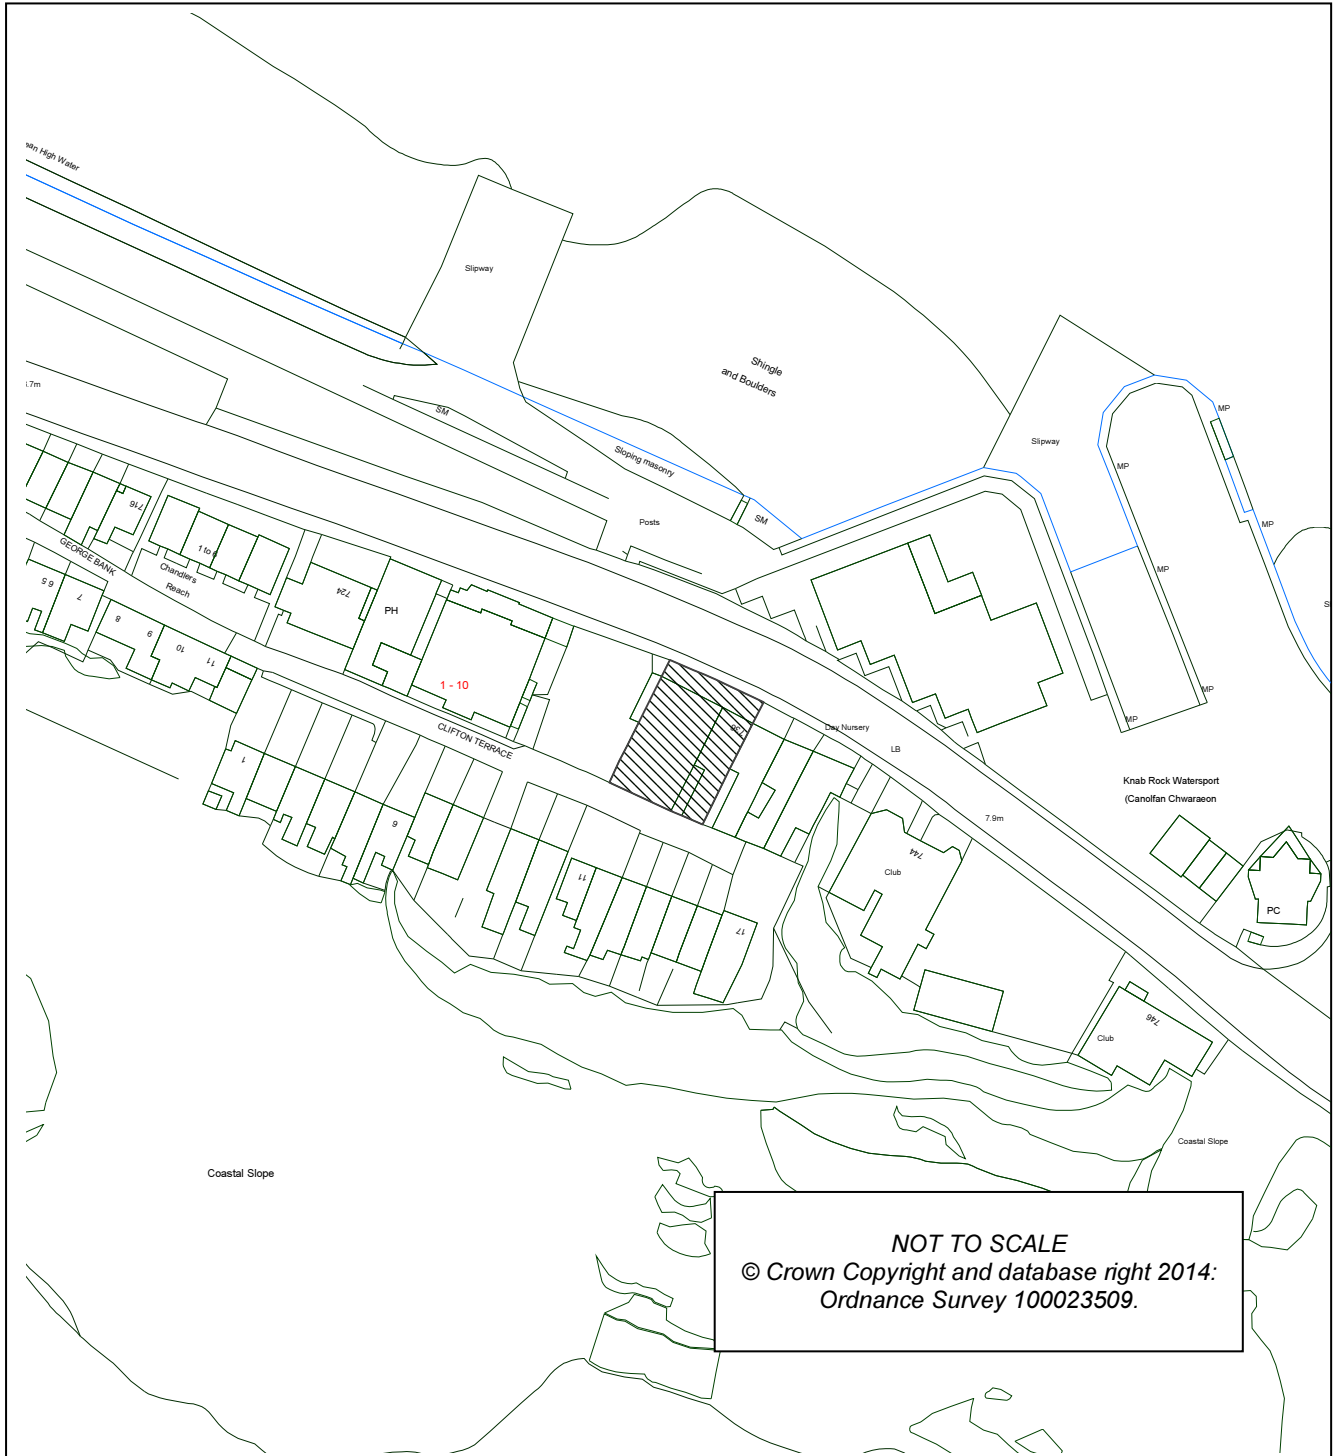 High Water
Slipway
Shingle
and Boulders
SM
Sloping masonry
Slipway
MP
MP
MP
MP
MP
MP
Posts
SM
716
GEORGE BANK
1 to 6
Chandlers
Reach
724
PH
6 5
7
8
9
10
11
1 - 10
CLIFTON TERRACE
1
9
11
17
Day Nursery
LB
7.9m
Knab Rock Watersport
(Canolfan Chwaraeon
744
Club
PC
746
Club
Coastal Slope
Coastal Slope
NOT TO SCALE
© Crown Copyright and database right 2014:
Ordnance Survey 100023509.